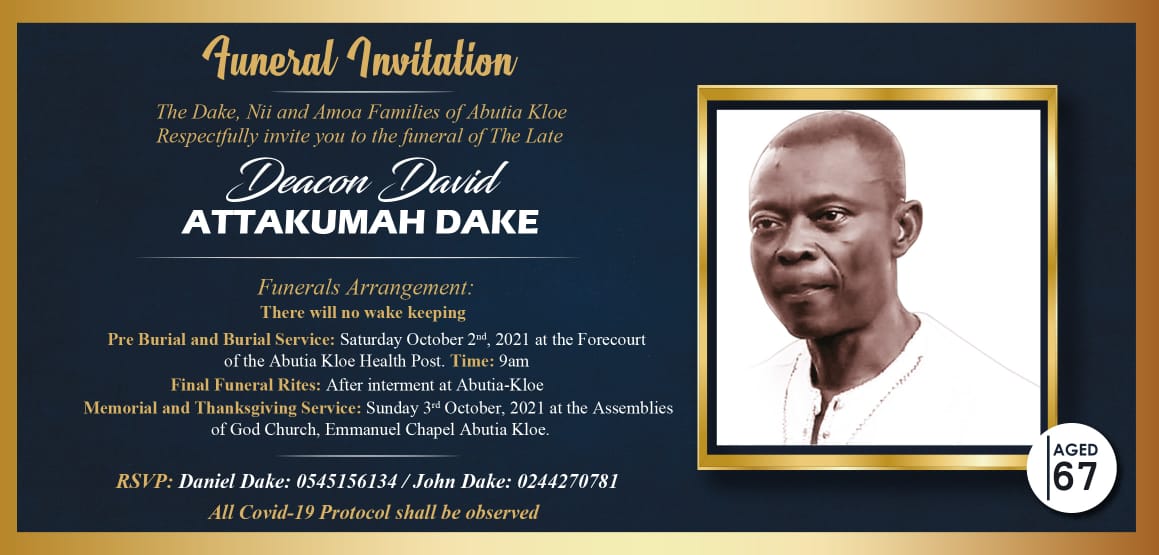 Funeral Invitation
The Dake, Nii and Amoa Families of Abutia Kloe
Respectfully invite you to the funeral of The Late
Deacon David
ATTAKUMAH DAKE
Funerals Arrangement:
There will no wake keeping
Pre Burial and Burial Service: Saturday October 2nd, 2021 at the Forecourt
of the Abutia Kloe Health Post. Time: 9am
Final Funeral Rites: After interment at Abutia-Kloe
Memorial and Thanksgiving Service: Sunday 3rd October, 2021 at the Assemblies
of God Church, Emmanuel Chapel Abutia Kloe.
RSVP: Daniel Dake: 0545156134 / John Dake: 0244270781
All Covid-19 Protocol shall be observed
AGED
67